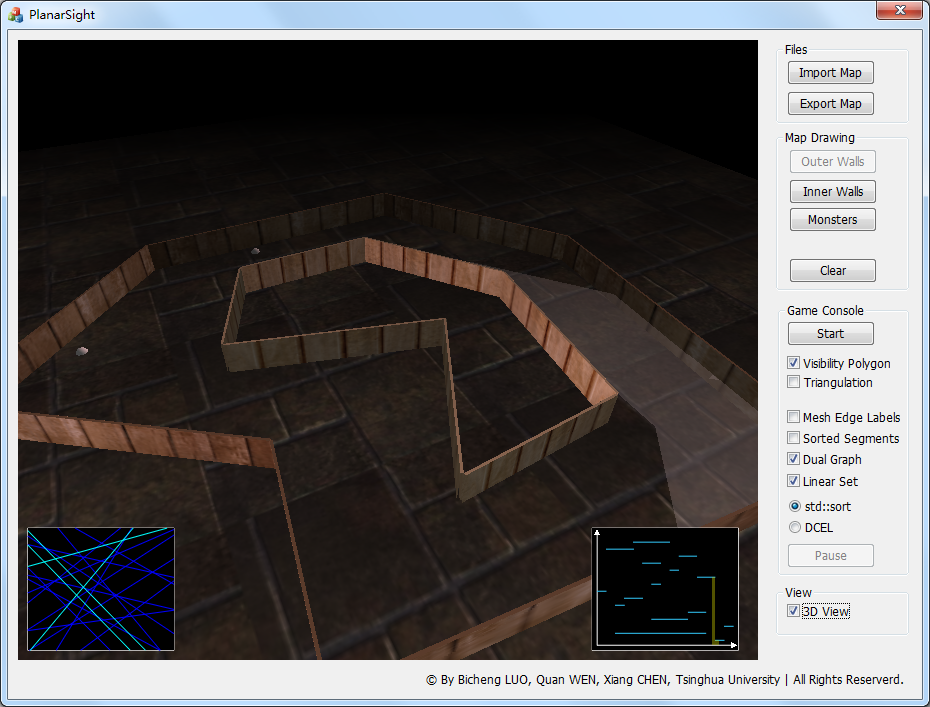 PlanarSight
Files
Import Map
Export Map
Map Drawing
Outer Walls
Inner Walls
Monsters
Clear
Game Console
Start
Visibility Polygon
Triangulation
Mesh Edge Labels
Sorted Segments
Dual Graph
Linear Set
std::sort
DCEL
Pause
View
3D View
© By Bicheng LUO, Quan WEN, Xiang CHEN, Tsinghua University | All Rights Reserverd.